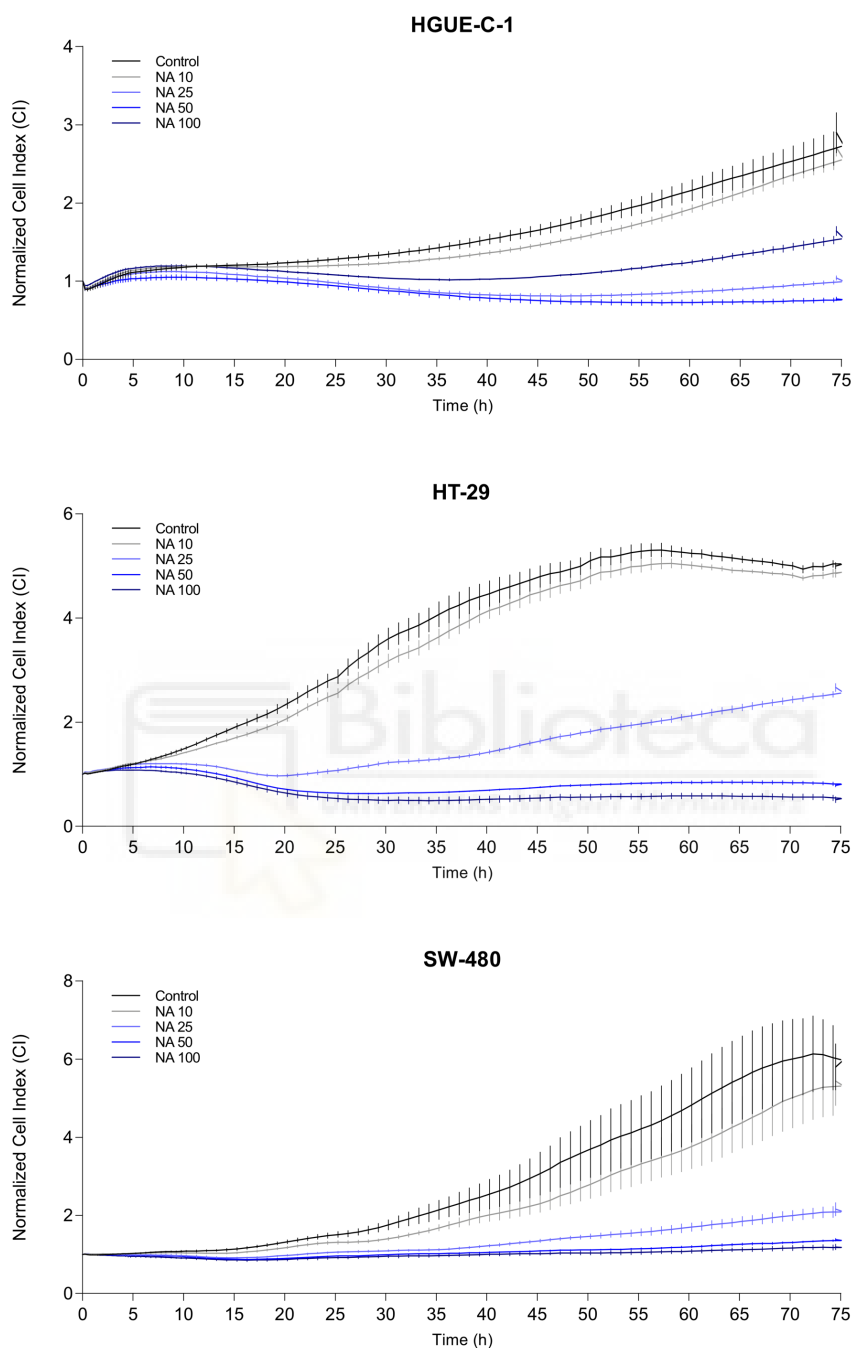 HGUE-C-1
4
3
2
1
0
Normalized Cell Index (CI)
Control
NA 10
NA 25
NA 50
NA 100
0 5 10 15 20 25 30 35 40 45 50 55 60 65 70 75
Time (h)
HT-29
6
4
2
0
Normalized Cell Index (CI)
Control
NA 10
NA 25
NA 50
NA 100
Biblioteca
0 5 10 15 20 25 30 35 40 45 50 55 60 65 70 75
Time (h)
SW-480
8
6
4
2
0
Normalized Cell Index (CI)
Control
NA 10
NA 25
NA 50
NA 100
0 5 10 15 20 25 30 35 40 45 50 55 60 65 70 75
Time (h)